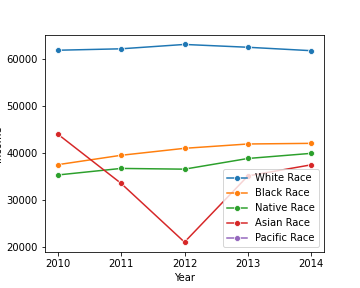 60000
50000
40000
30000
20000
2010 2011 2012 2013 2014
Year
White Race
Black Race
Native Race
Asian Race
Pacific Race